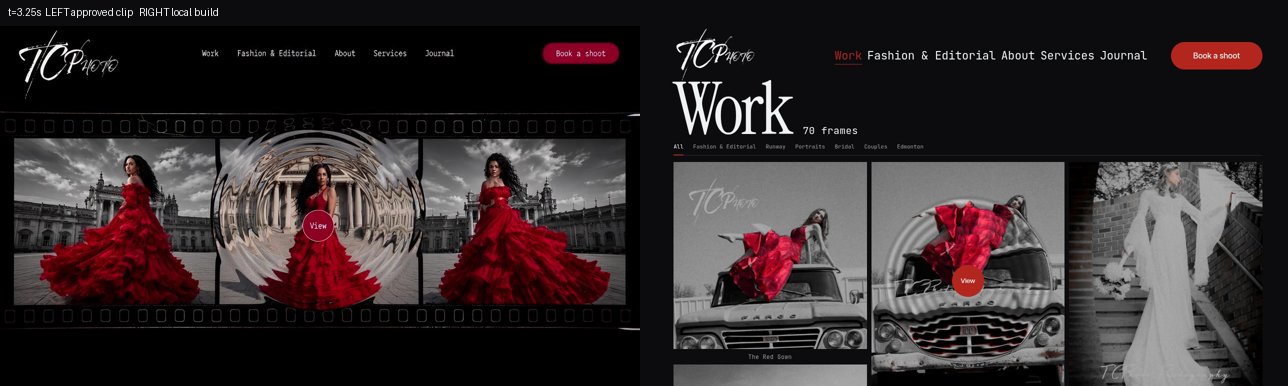 t=3.25s LEFT approved clip RIGHT local build
TCPHOTO
Work Fashion & Editorial About Services Journal
Book a shoot
View
TCPHOTO
Work Fashion & Editorial About Services Journal
Book a shoot
Work 70 frames
All Fashion & Editorial Runway Portraits Bridal Couples Edmonton
TCPHOTO
View
The Red Gown